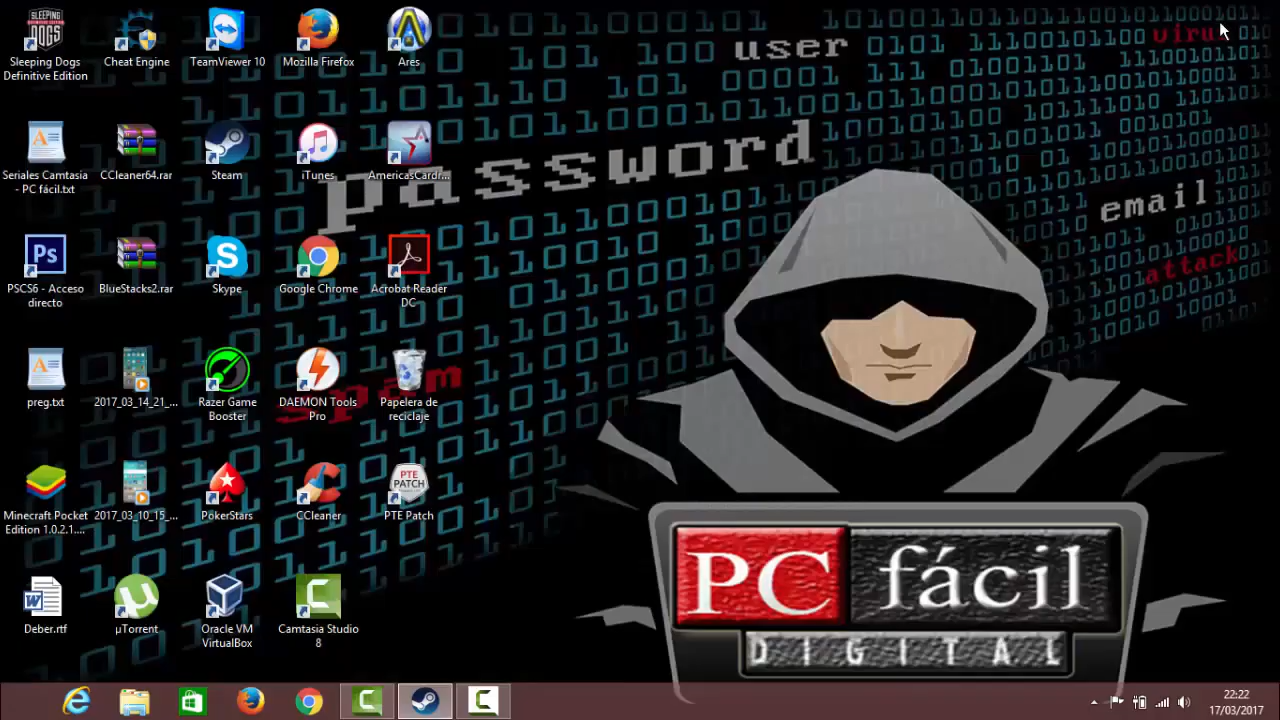 SLEEPING
DOGS
Sleeping Dogs
Definitive Edition
Cheat Engine
TeamViewer 10
Mozilla Firefox
Ares
user
virus
password
email
attack
spam
Seriales Camtasia
- PC fácil.txt
CCleaner64.rar
Steam
iTunes
AmericasCardr...
Ps
PSCS6 - Acceso
directo
BlueStacks2.rar
Skype
Google Chrome
Acrobat Reader
DC
preg.txt
2017_03_14_21_...
Razer Game
Booster
DAEMON Tools
Pro
Papelera de
reciclaje
Minecraft Pocket
Edition 1.0.2.1....
2017_03_10_15_...
PokerStars
CCleaner
PTE
PATCH
PTE Patch
Deber.rtf
µTorrent
Oracle VM
VirtualBox
Camtasia Studio
8
PC fácil
DIGITAL
22:22
17/03/2017